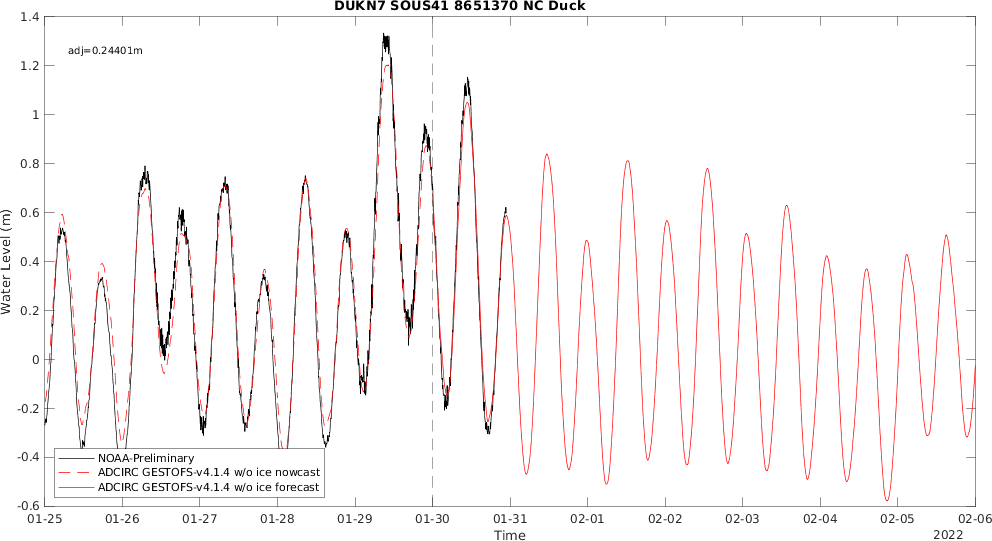 DUKN7 SOUS41 8651370 NC Duck
adj=0.24401m
Water Level (m)
1.4
1.2
1
0.8
0.6
0.4
0.2
0
-0.2
-0.4
-0.6
NOAA-Preliminary
ADCIRC GESTOFS-v4.1.4 w/o ice nowcast
ADCIRC GESTOFS-v4.1.4 w/o ice forecast
01-25 01-26 01-27 01-28 01-29 01-30 01-31 02-01 02-02 02-03 02-04 02-05 02-06
Time
2022